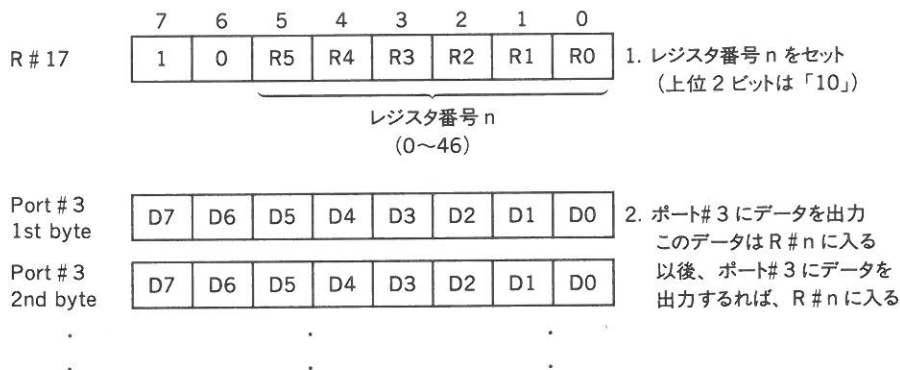 7 6 5 4 3 2 1 0
R#17 1 0 R5 R4 R3 R2 R1 R0 1. レジスタ番号 n をセット
(上位 2 ビットは「10」)
レジスタ番号 n
(0〜46)
Port#3
1st byte
D7 D6 D5 D4 D3 D2 D1 D0
2. ポート#3 にデータを出力
このデータは R#n に入る
以後、ポート#3 にデータを
出力するれば、R#n に入る
Port#3
2nd byte
D7 D6 D5 D4 D3 D2 D1 D0